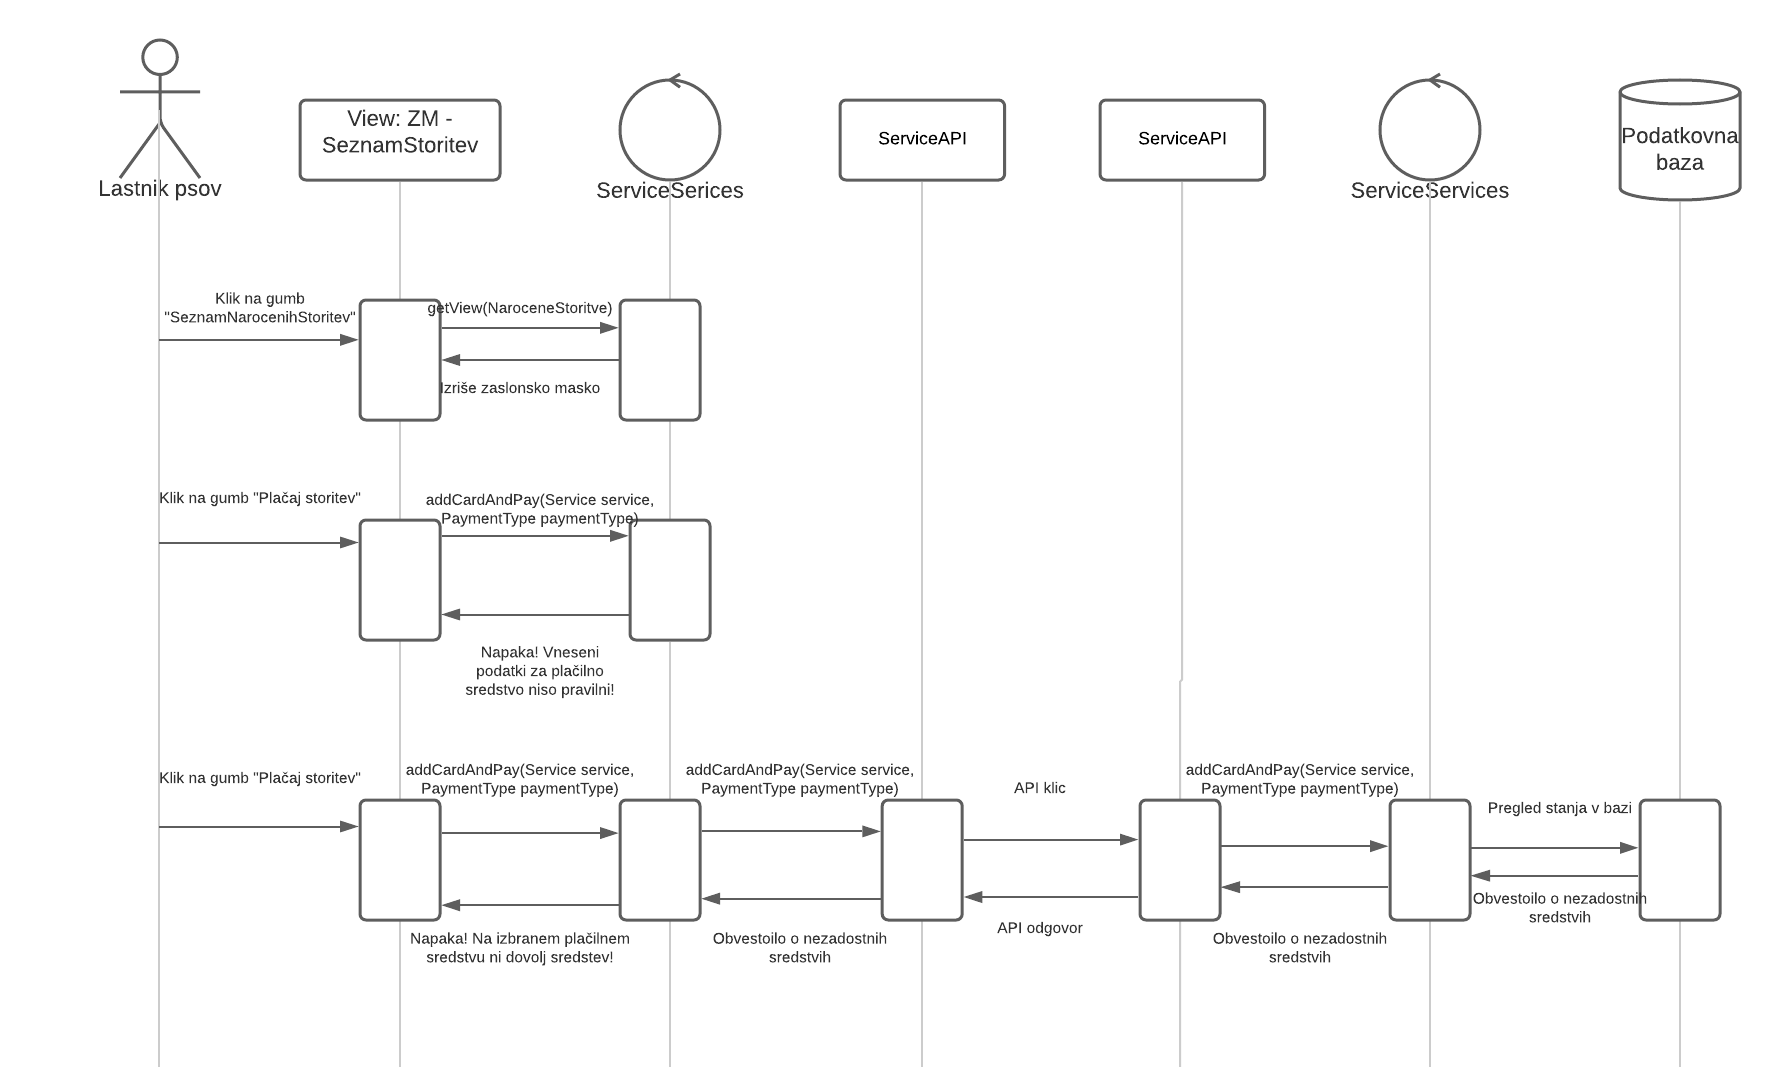 Lastnik psov
View: ZM -
SeznamStoritev
ServiceSerices
ServiceAPI
ServiceAPI
ServiceServices
Podatkovna
baza
Klik na gumb
"SeznamNarocenihStoritev"
getView(NaroceneStoritve)
Izriše zaslonsko masko
Klik na gumb "Plačaj storitev"
addCardAndPay(Service service,
PaymentType paymentType)
Napaka! Vneseni
podatki za plačilno
sredstvo niso pravilni!
Klik na gumb "Plačaj storitev"
addCardAndPay(Service service,
PaymentType paymentType)
addCardAndPay(Service service,
PaymentType paymentType)
API klic
addCardAndPay(Service service,
PaymentType paymentType)
Pregled stanja v bazi
Obvestoilo o nezadostnih
sredstvih
Napaka! Na izbranem plačilnem
sredstvu ni dovolj sredstev!
Obvestoilo o nezadostnih
sredstvih
API odgovor
Obvestoilo o nezadostnih
sredstvih